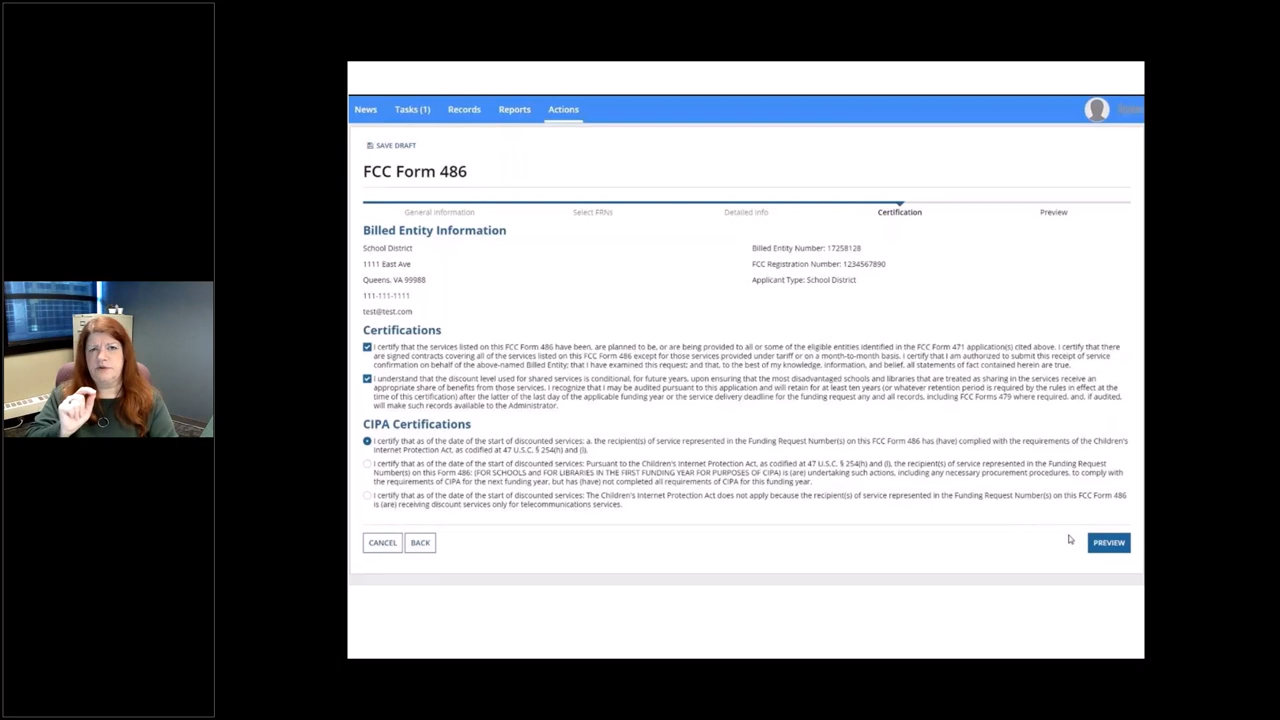 News Tasks (1) Records Reports Actions
SAVE DRAFT
FCC Form 486
General Information Select FRNs Detailed Info Certification Preview
Billed Entity Information
School District
Billed Entity Number: 17258128
1111 East Ave
FCC Registration Number: 1234567890
Queens, VA 99988
Applicant Type: School District
111-111-1111
test@test.com
Certifications
I certify that the services listed on this FCC Form 486 have been, are planned to be, or are being provided to all or some of the eligible entities identified in the FCC Form 471 application(s) cited above. I certify that there
are signed contracts covering all of the services listed on this FCC Form 486 except for those services provided under tariff or on a month-to-month basis. I certify that I am authorized to submit this receipt of service
confirmation on behalf of the above-named Billed Entity; that I have examined this request; and that, to the best of my knowledge, information, and belief, all statements of fact contained herein are true.
I understand that the discount level used for shared services is conditional, for future years, upon ensuring that the most disadvantaged schools and libraries that are treated as sharing in the services receive an
appropriate share of benefits from those services. I recognize that I may be audited pursuant to this application and will retain for at least ten years (or whatever retention period is required by the rules in effect at
the time of this certification) after the latter of the last day of the applicable funding year or the service delivery deadline for the funding request any and all records, including FCC Forms 479 where required, and, if audited,
will make such records available to the Administrator.
CIPA Certifications
I certify that as of the date of the start of discounted services: a. the recipient(s) of service represented in the Funding Request Number(s) on this FCC Form 486 has (have) complied with the requirements of the Children's
Internet Protection Act, as codified at 47 U.S.C. § 254(h) and (l).
I certify that as of the date of the start of discounted services: Pursuant to the Children's Internet Protection Act, as codified at 47 U.S.C. § 254(h) and (l), the recipient(s) of service represented in the Funding Request
Number(s) on this Form 486: (FOR SCHOOLS and FOR LIBRARIES IN THE FIRST FUNDING YEAR FOR PURPOSES OF CIPA) is (are) undertaking such actions, including any necessary procurement procedures, to comply with
the requirements of CIPA for the next funding year, but has (have) not completed all requirements of CIPA for this funding year.
I certify that as of the date of the start of discounted services: The Children's Internet Protection Act does not apply because the recipient(s) of service represented in the Funding Request Number(s) on this FCC Form 486
is (are) receiving discount services only for telecommunications services.
CANCEL BACK PREVIEW